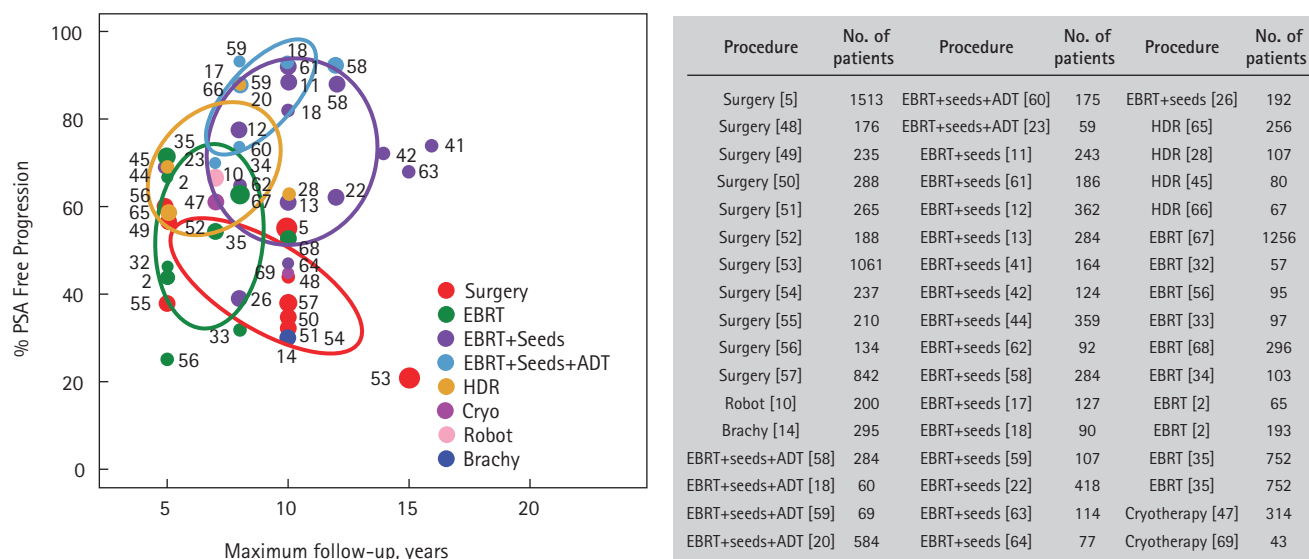 % PSA Free Progression
100
80
60
40
20
0
59
18
17
61
58
66
59
11
20
58
18
12
35
45
23
60
41
42
34
44
2
10
63
62
28
56
47
67
22
65
13
52
49
5
35
68
32
64
2
69
48
26
55
57
50
33
51
54
14
56
53
Surgery
EBRT
EBRT+Seeds
EBRT+Seeds+ADT
HDR
Cryo
Robot
Brachy
5
10
15
20
Maximum follow-up, years
Procedure No. of patients Procedure No. of patients Procedure No. of patients
Surgery [5] 1513 EBRT+seeds+ADT [60] 175 EBRT+seeds [26] 192
Surgery [48] 176 EBRT+seeds+ADT [23] 59 HDR [65] 256
Surgery [49] 235 EBRT+seeds [11] 243 HDR [28] 107
Surgery [50] 288 EBRT+seeds [61] 186 HDR [45] 80
Surgery [51] 265 EBRT+seeds [12] 362 HDR [66] 67
Surgery [52] 188 EBRT+seeds [13] 284 EBRT [67] 1256
Surgery [53] 1061 EBRT+seeds [41] 164 EBRT [32] 57
Surgery [54] 237 EBRT+seeds [42] 124 EBRT [56] 95
Surgery [55] 210 EBRT+seeds [44] 359 EBRT [33] 97
Surgery [56] 134 EBRT+seeds [62] 92 EBRT [68] 296
Surgery [57] 842 EBRT+seeds [58] 284 EBRT [34] 103
Robot [10] 200 EBRT+seeds [17] 127 EBRT [2] 65
Brachy [14] 295 EBRT+seeds [18] 90 EBRT [2] 193
EBRT+seeds+ADT [58] 284 EBRT+seeds [59] 107 EBRT [35] 752
EBRT+seeds+ADT [18] 60 EBRT+seeds [22] 418 EBRT [35] 752
EBRT+seeds+ADT [59] 69 EBRT+seeds [63] 114 Cryotherapy [47] 314
EBRT+seeds+ADT [20] 584 EBRT+seeds [64] 77 Cryotherapy [69] 43